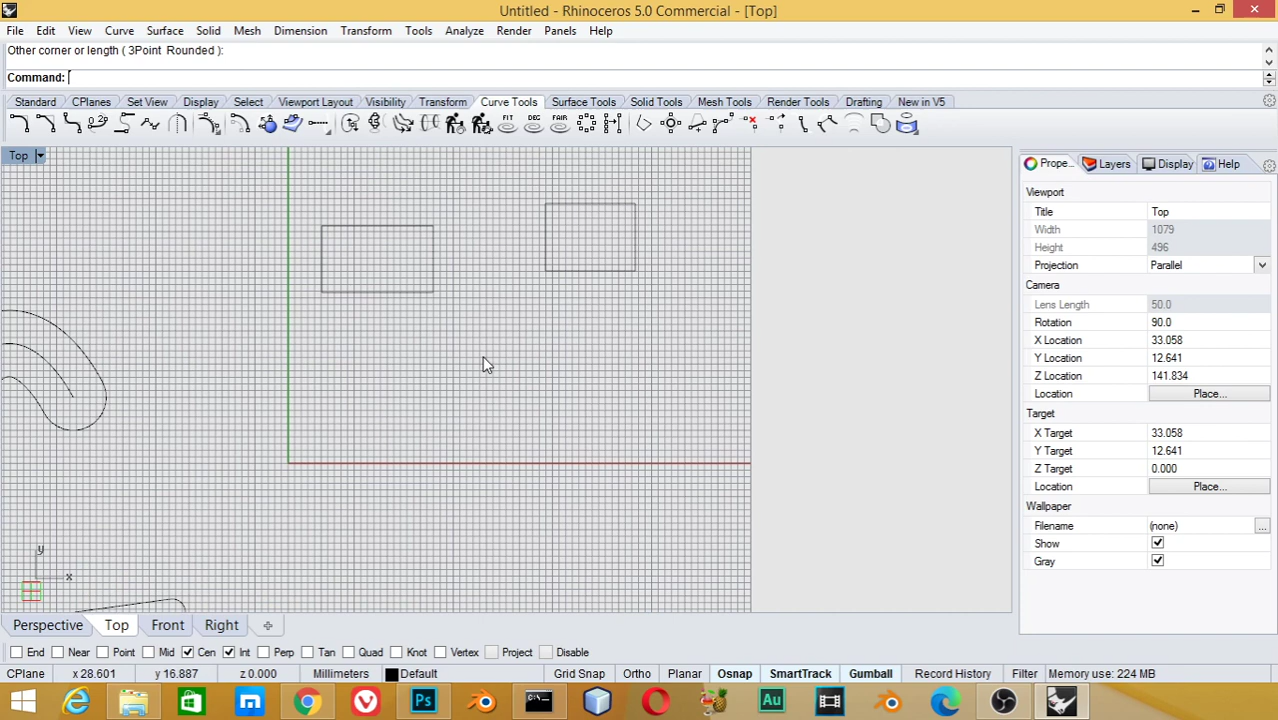 Untitled - Rhinoceros 5.0 Commercial - [Top]
File Edit View Curve Surface Solid Mesh Dimension Transform Tools Analyze Render Panels Help
Other corner or length ( 3Point Rounded ):
Command:
Standard CPlanes Set View Display Select Viewport Layout Visibility Transform Curve Tools Surface Tools Solid Tools Mesh Tools Render Tools Drafting New in V5
FIT DEG FAIR
Top
Prope... Layers Display Help
Viewport
Title Top
Width 1079
Height 496
Projection Parallel
Camera
Lens Length 50.0
Rotation 90.0
X Location 33.058
Y Location 12.641
Z Location 141.834
Location Place...
Target
X Target 33.058
Y Target 12.641
Z Target 0.000
Location Place...
Wallpaper
Filename (none) ...
Show
Gray
y
x
Perspective Top Front Right
End Near Point Mid Cen Int Perp Tan Quad Knot Vertex Project Disable
CPlane x 28.601 y 16.887 z 0.000 Millimeters Default Grid Snap Ortho Planar Osnap SmartTrack Gumball Record History Filter Memory use: 224 MB
Ps Au